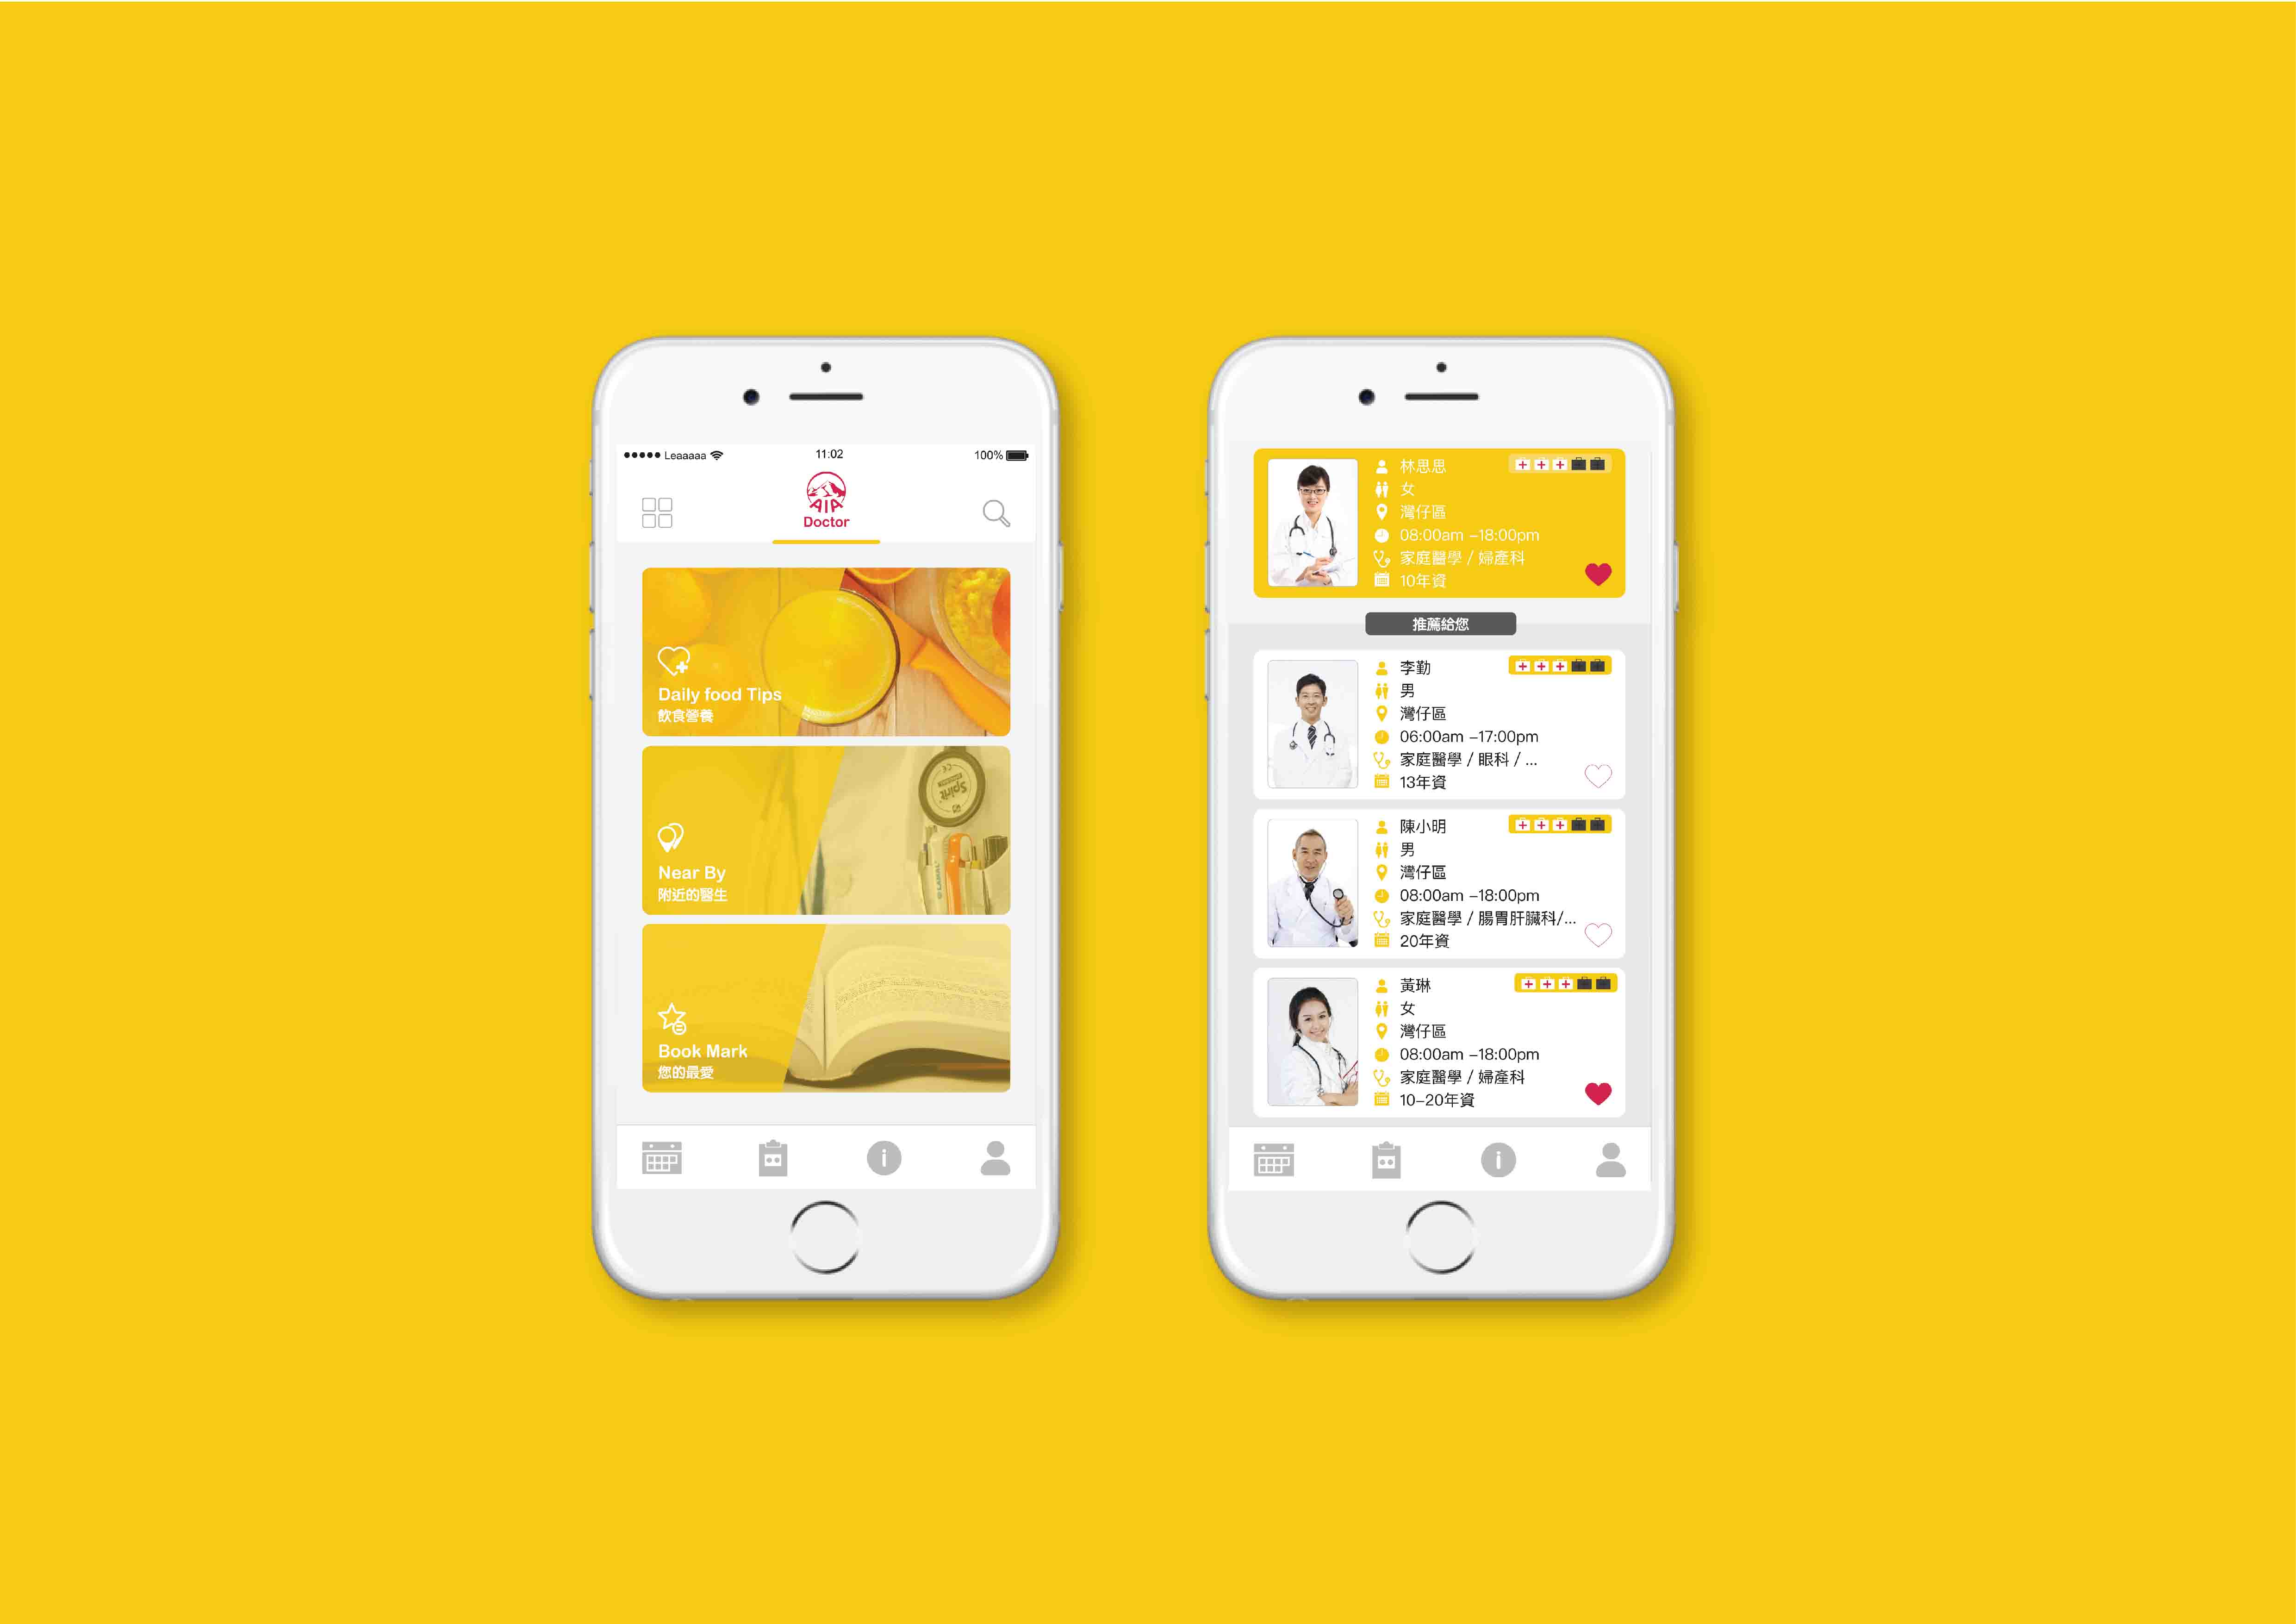 Leaaaaa
11:02
100%
AIA
Doctor
Daily food Tips
飲食營養
Spirit
Near By
附近的醫生
Book Mark
您的最愛
林思思
女
灣仔區
08:00am –18:00pm
家庭醫學 / 婦產科
10年資
推薦給您
李勤
男
灣仔區
06:00am –17:00pm
家庭醫學 / 眼科 / ...
13年資
陳小明
男
灣仔區
08:00am –18:00pm
家庭醫學 / 腸胃肝臟科/...
20年資
黃琳
女
灣仔區
08:00am –18:00pm
家庭醫學 / 婦產科
10–20年資